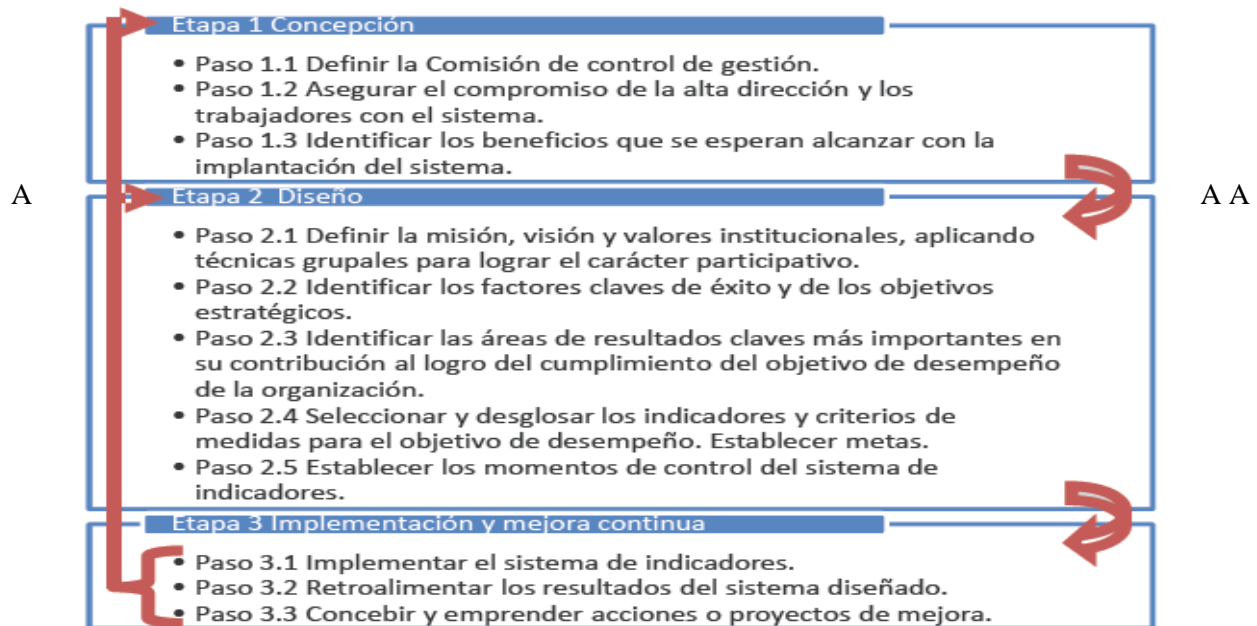 Etapa 1 Concepción
• Paso 1.1 Definir la Comisión de control de gestión.
• Paso 1.2 Asegurar el compromiso de la alta dirección y los
trabajadores con el sistema.
• Paso 1.3 Identificar los beneficios que se esperan alcanzar con la
implantación del sistema.
A
A A
Etapa 2 Diseño
• Paso 2.1 Definir la misión, visión y valores institucionales, aplicando
técnicas grupales para lograr el carácter participativo.
• Paso 2.2 Identificar los factores claves de éxito y de los objetivos
estratégicos.
• Paso 2.3 Identificar las áreas de resultados claves más importantes en
su contribución al logro del cumplimiento del objetivo de desempeño
de la organización.
• Paso 2.4 Seleccionar y desglosar los indicadores y criterios de
medidas para el objetivo de desempeño. Establecer metas.
• Paso 2.5 Establecer los momentos de control del sistema de
indicadores.
Etapa 3 Implementación y mejora continua
• Paso 3.1 Implementar el sistema de indicadores.
• Paso 3.2 Retroalimentar los resultados del sistema diseñado.
• Paso 3.3 Concebir y emprender acciones o proyectos de mejora.